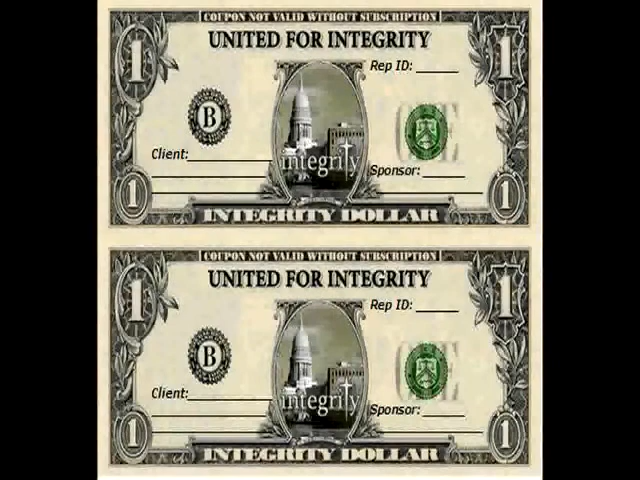 COUPON NOT VALID WITHOUT SUBSCRIPTION
UNITED FOR INTEGRITY
1 1
Rep ID:
B
ONE
integrity
Client:
Sponsor:
1 1
INTEGRITY DOLLAR
COUPON NOT VALID WITHOUT SUBSCRIPTION
UNITED FOR INTEGRITY
1 1
Rep ID:
B
ONE
integrity
Client:
Sponsor:
1 1
INTEGRITY DOLLAR